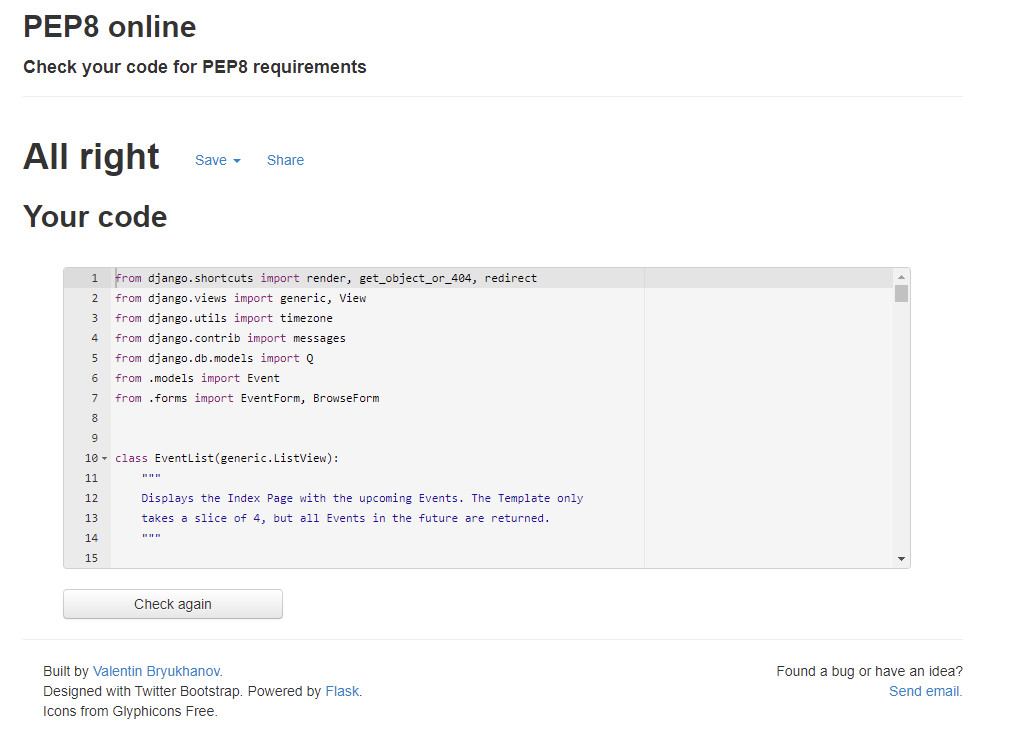 PEP8 online
Check your code for PEP8 requirements
All right Save Share
Your code
1 from django.shortcuts import render, get_object_or_404, redirect
2 from django.views import generic, View
3 from django.utils import timezone
4 from django.contrib import messages
5 from django.db.models import Q
6 from .models import Event
7 from .forms import EventForm, BrowseForm
8
9
10 class EventList(generic.ListView):
11 """
12 Displays the Index Page with the upcoming Events. The Template only
13 takes a slice of 4, but all Events in the future are returned.
14 """
15
Check again
Built by Valentin Bryukhanov. Found a bug or have an idea?
Designed with Twitter Bootstrap. Powered by Flask. Send email.
Icons from Glyphicons Free.